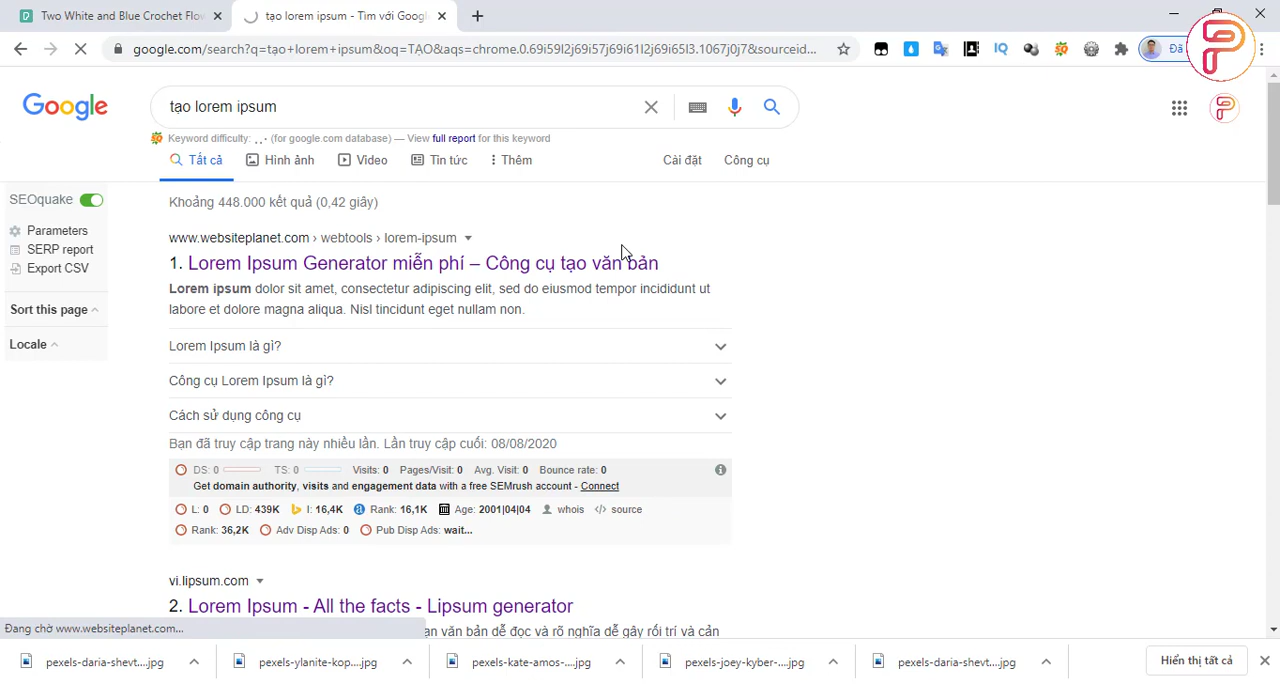 Two White and Blue Crochet Flow
tạo lorem ipsum - Tìm với Google
google.com/search?q=tạo+lorem+ipsum&oq=TẠO&aqs=chrome.0.69i59l2j69i57j69i61l2j69i65l3.1067j0j7&sourceid...
IQ
Đã
Google
tạo lorem ipsum
Keyword difficulty: (for google.com database) — View full report for this keyword
Tất cả
Hình ảnh
Video
Tin tức
Thêm
Cài đặt
Công cụ
SEOquake
Parameters
SERP report
Export CSV
Sort this page
Locale
Khoảng 448.000 kết quả (0,42 giây)
www.websiteplanet.com › webtools › lorem-ipsum
1. Lorem Ipsum Generator miễn phí – Công cụ tạo văn bản
Lorem ipsum dolor sit amet, consectetur adipiscing elit, sed do eiusmod tempor incididunt ut
labore et dolore magna aliqua. Nisl tincidunt eget nullam non.
Lorem Ipsum là gì?
Công cụ Lorem Ipsum là gì?
Cách sử dụng công cụ
Bạn đã truy cập trang này nhiều lần. Lần truy cập cuối: 08/08/2020
DS: 0 TS: 0 Visits: 0 Pages/Visit: 0 Avg. Visit: 0 Bounce rate: 0
Get domain authority, visits and engagement data with a free SEMrush account - Connect
L: 0 LD: 439K I: 16,4K Rank: 16,1K Age: 2001|04|04 whois source
Rank: 36,2K Adv Disp Ads: 0 Pub Disp Ads: wait...
vi.lipsum.com
2. Lorem Ipsum - All the facts - Lipsum generator
văn bản dễ đọc và rõ nghĩa dễ gây rối trí và cản
Đang chờ www.websiteplanet.com...
pexels-daria-shevt....jpg
pexels-ylanite-kop....jpg
pexels-kate-amos-....jpg
pexels-joey-kyber-....jpg
pexels-daria-shevt....jpg
Hiển thị tất cả